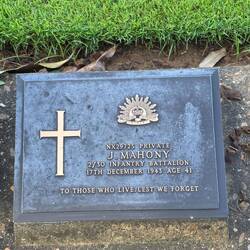 NX29725 PRIVATE
J. MAHONY
2/30 INFANTRY BATTALION
17TH DECEMBER 1943 AGE 41
TO THOSE WHO LIVE/LEST WE FORGET